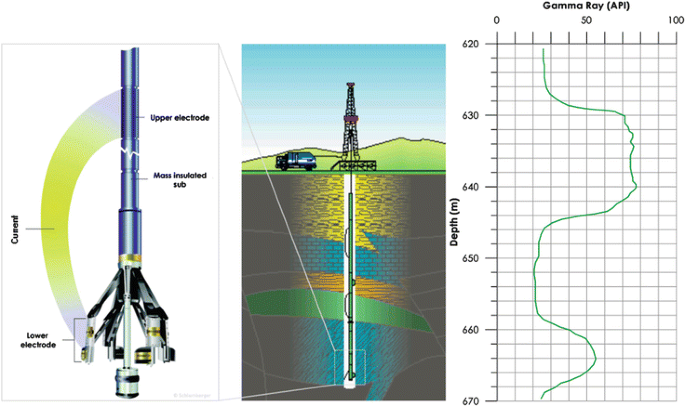 Upper electrode
Mass insulated
sub
Current
Lower
electrode
© Schlumberger
Gamma Ray (API)
0 50 100
620
630
640
650
660
670
Depth (m)